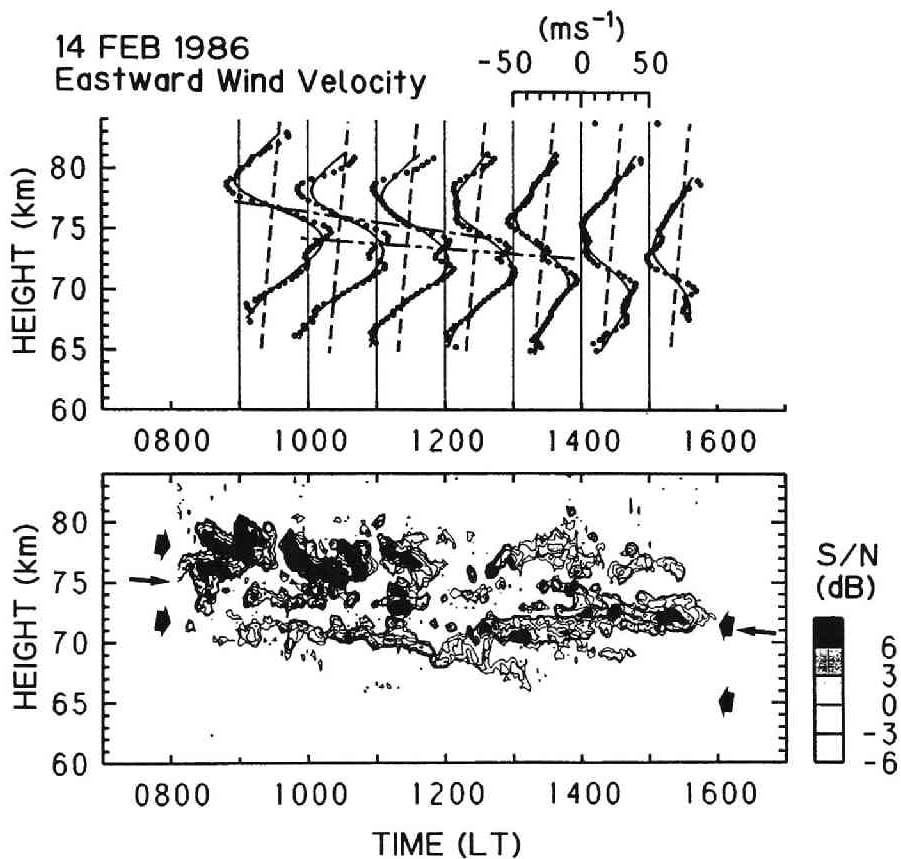 14 FEB 1986
Eastward Wind Velocity
(ms⁻¹)
-50 0 50
HEIGHT (km)
80
75
70
65
60
0800 1000 1200 1400 1600
HEIGHT (km)
80
75
70
65
60
0800 1000 1200 1400 1600
TIME (LT)
S/N
(dB)
6
3
0
-3
-6